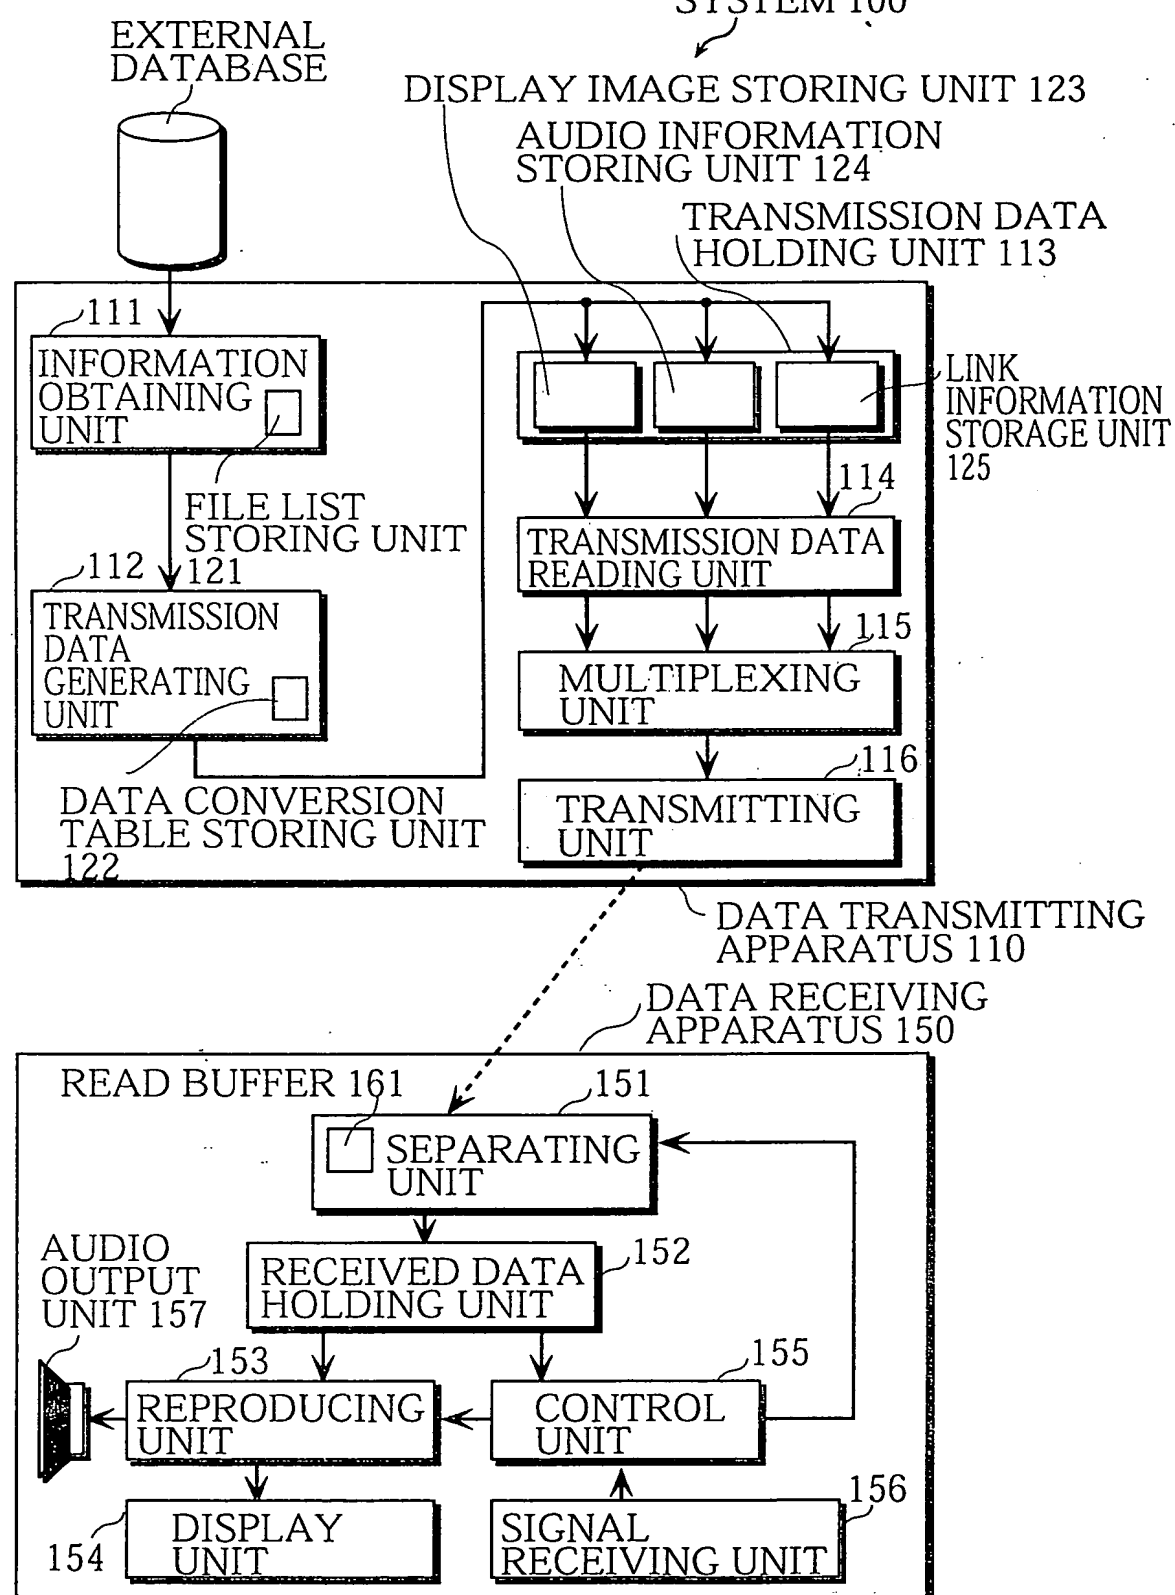 SYSTEM 100
EXTERNAL
DATABASE
DISPLAY IMAGE STORING UNIT 123
AUDIO INFORMATION
STORING UNIT 124
TRANSMISSION DATA
HOLDING UNIT 113
111
INFORMATION
OBTAINING
UNIT
LINK
INFORMATION
STORAGE UNIT
125
FILE LIST
STORING UNIT
121
114
TRANSMISSION DATA
READING UNIT
112
TRANSMISSION
DATA
GENERATING
UNIT
115
MULTIPLEXING
UNIT
DATA CONVERSION
TABLE STORING UNIT
122
116
TRANSMITTING
UNIT
DATA TRANSMITTING
APPARATUS 110
DATA RECEIVING
APPARATUS 150
READ BUFFER 161
151
SEPARATING
UNIT
AUDIO
OUTPUT
UNIT 157
152
RECEIVED DATA
HOLDING UNIT
153
REPRODUCING
UNIT
155
CONTROL
UNIT
154
DISPLAY
UNIT
156
SIGNAL
RECEIVING UNIT